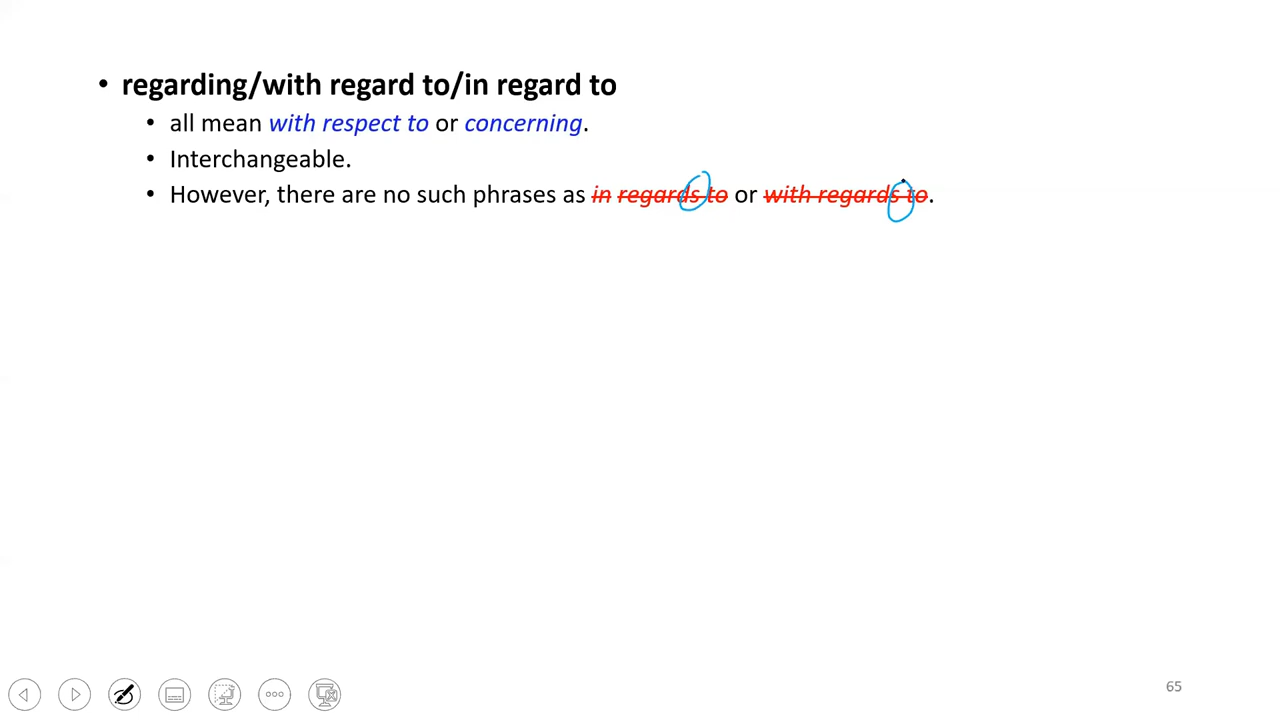 • regarding/with regard to/in regard to
• all mean with respect to or concerning.
• Interchangeable.
• However, there are no such phrases as in regards to or with regards to.
65